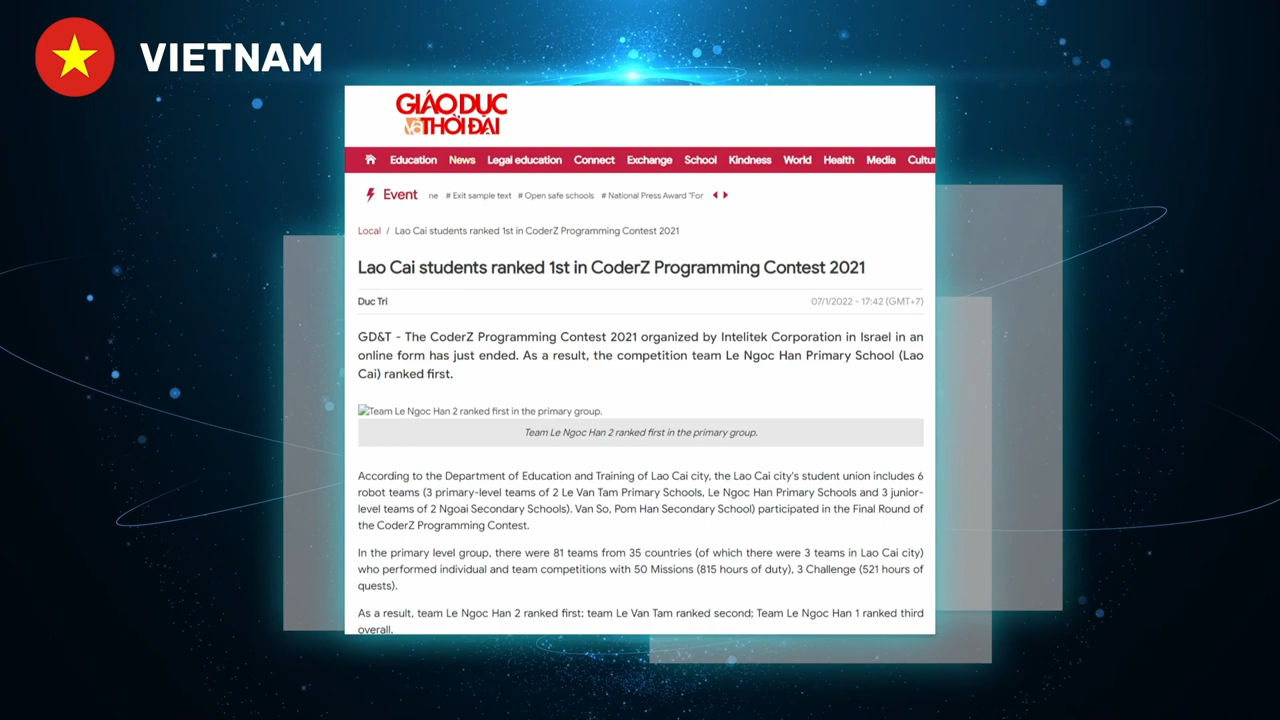 VIETNAM
GIÁO DỤC
và THỜI ĐẠI
Education News Legal education Connect Exchange School Kindness World Health Media Cultur
Event ne # Exit sample text # Open safe schools # National Press Award "For
Local / Lao Cai students ranked 1st in CoderZ Programming Contest 2021
Lao Cai students ranked 1st in CoderZ Programming Contest 2021
Duc Tri 07/1/2022 - 17:42 (GMT+7)
GD&T - The CoderZ Programming Contest 2021 organized by Intelitek Corporation in Israel in an
online form has just ended. As a result, the competition team Le Ngoc Han Primary School (Lao
Cai) ranked first.
Team Le Ngoc Han 2 ranked first in the primary group.
Team Le Ngoc Han 2 ranked first in the primary group.
According to the Department of Education and Training of Lao Cai city, the Lao Cai city's student union includes 6
robot teams (3 primary-level teams of 2 Le Van Tam Primary Schools, Le Ngoc Han Primary Schools and 3 junior-
level teams of 2 Ngoai Secondary Schools). Van So, Pom Han Secondary School) participated in the Final Round of
the CoderZ Programming Contest.
In the primary level group, there were 81 teams from 35 countries (of which there were 3 teams in Lao Cai city)
who performed individual and team competitions with 50 Missions (815 hours of duty), 3 Challenge (521 hours of
quests).
As a result, team Le Ngoc Han 2 ranked first; team Le Van Tam ranked second; Team Le Ngoc Han 1 ranked third
overall.